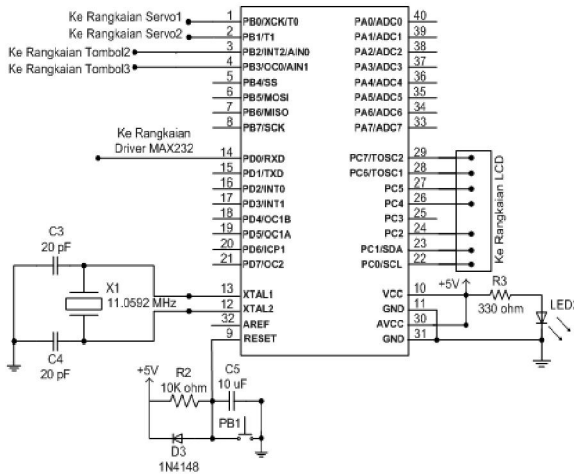 Ke Rangkaian Servo1
Ke Rangkaian Servo2
Ke Rangkaian Tombol2
Ke Rangkaian Tombol3
Ke Rangkaian
Driver MAX232
1 PB0/XCK/T0
2 PB1/T1
3 PB2/INT2/AIN0
4 PB3/OC0/AIN1
5 PB4/SS
6 PB5/MOSI
7 PB6/MISO
8 PB7/SCK
14 PD0/RXD
15 PD1/TXD
16 PD2/INT0
17 PD3/INT1
18 PD4/OC1B
19 PD5/OC1A
20 PD6/ICP1
21 PD7/OC2
13 XTAL1
12 XTAL2
32 AREF
9 RESET
PA0/ADC0 40
PA1/ADC1 39
PA2/ADC2 38
PA3/ADC3 37
PA4/ADC4 36
PA5/ADC5 35
PA6/ADC6 34
PA7/ADC7 33
PC7/TOSC2 29
PC6/TOSC1 28
PC5 27
PC4 26
PC3 25
PC2 24
PC1/SDA 23
PC0/SCL 22
VCC 10
GND 11
AVCC 30
GND 31
Ke Rangkaian LCD
+5V
R3
330 ohm
C3
20 pF
X1
11.0592 MHz
C4
20 pF
+5V
R2
10K ohm
C5
10 uF
PB1
D3
1N4148